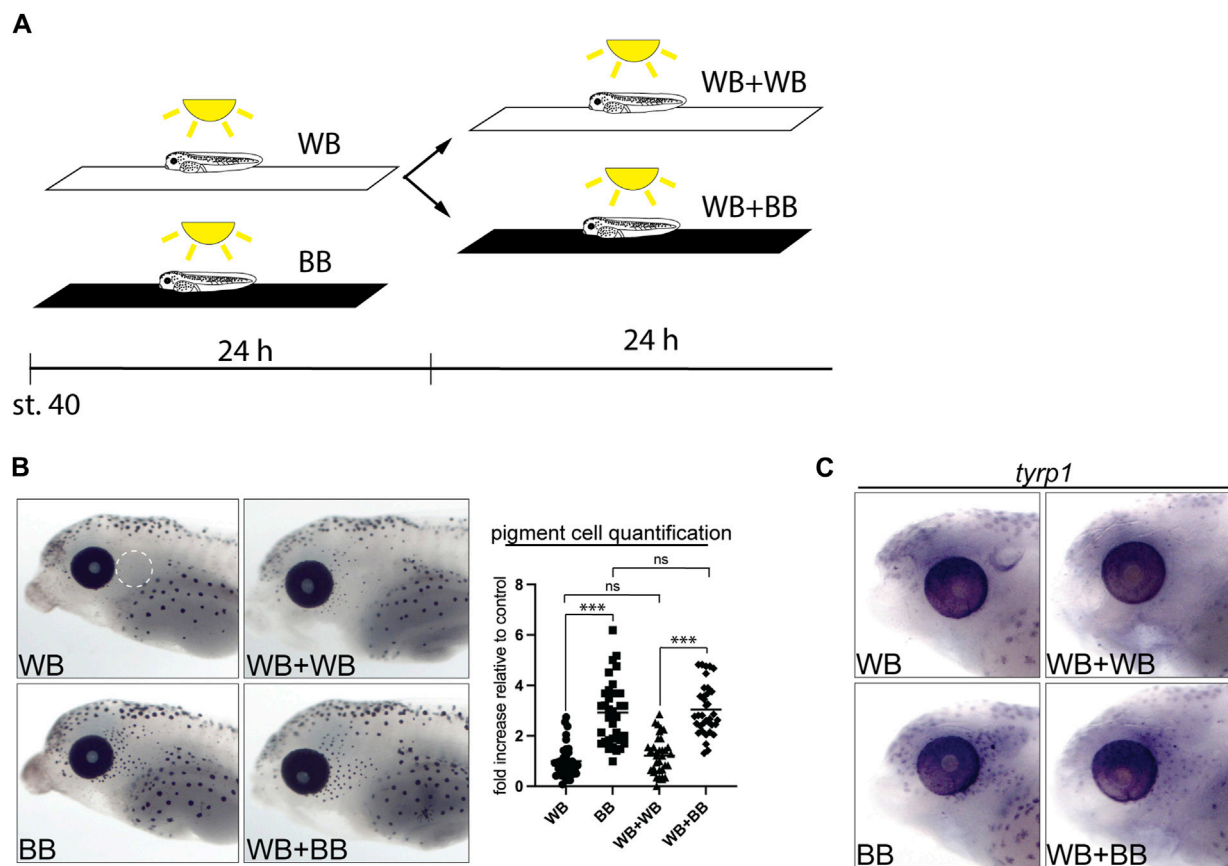 A
WB
WB+WB
BB
WB+BB
24 h
24 h
st. 40
B
WB
WB+WB
BB
WB+BB
pigment cell quantification
ns
ns
***
***
fold increase relative to control
8
6
4
2
0
WB
BB
WB+WB
WB+BB
C
tyrp1
WB
WB+WB
BB
WB+BB